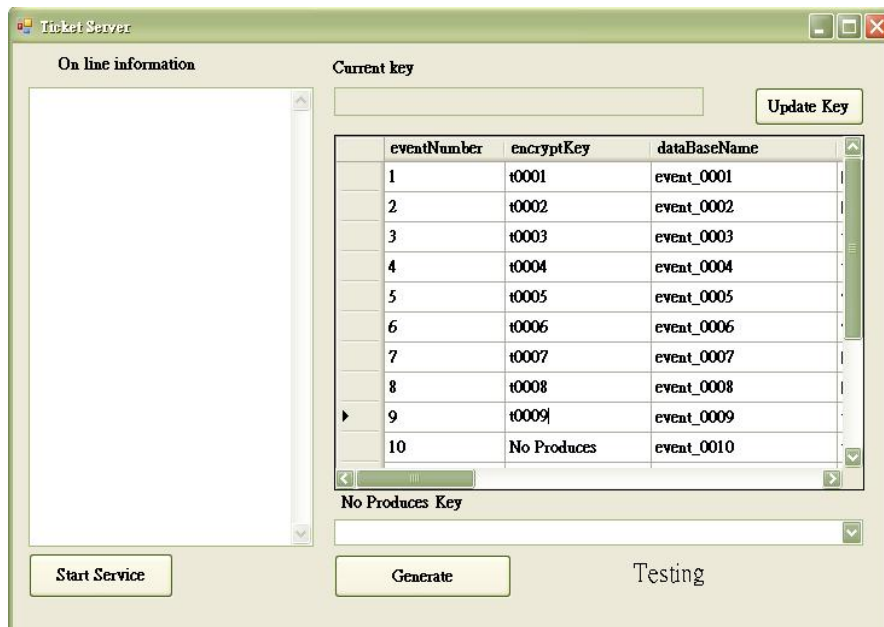 Ticket Server
On line information
Current key
Update Key
eventNumber encryptKey dataBaseName
1 t0001 event_0001
2 t0002 event_0002
3 t0003 event_0003
4 t0004 event_0004
5 t0005 event_0005
6 t0006 event_0006
7 t0007 event_0007
8 t0008 event_0008
9 t0009 event_0009
10 No Produces event_0010
No Produces Key
Start Service
Generate
Testing